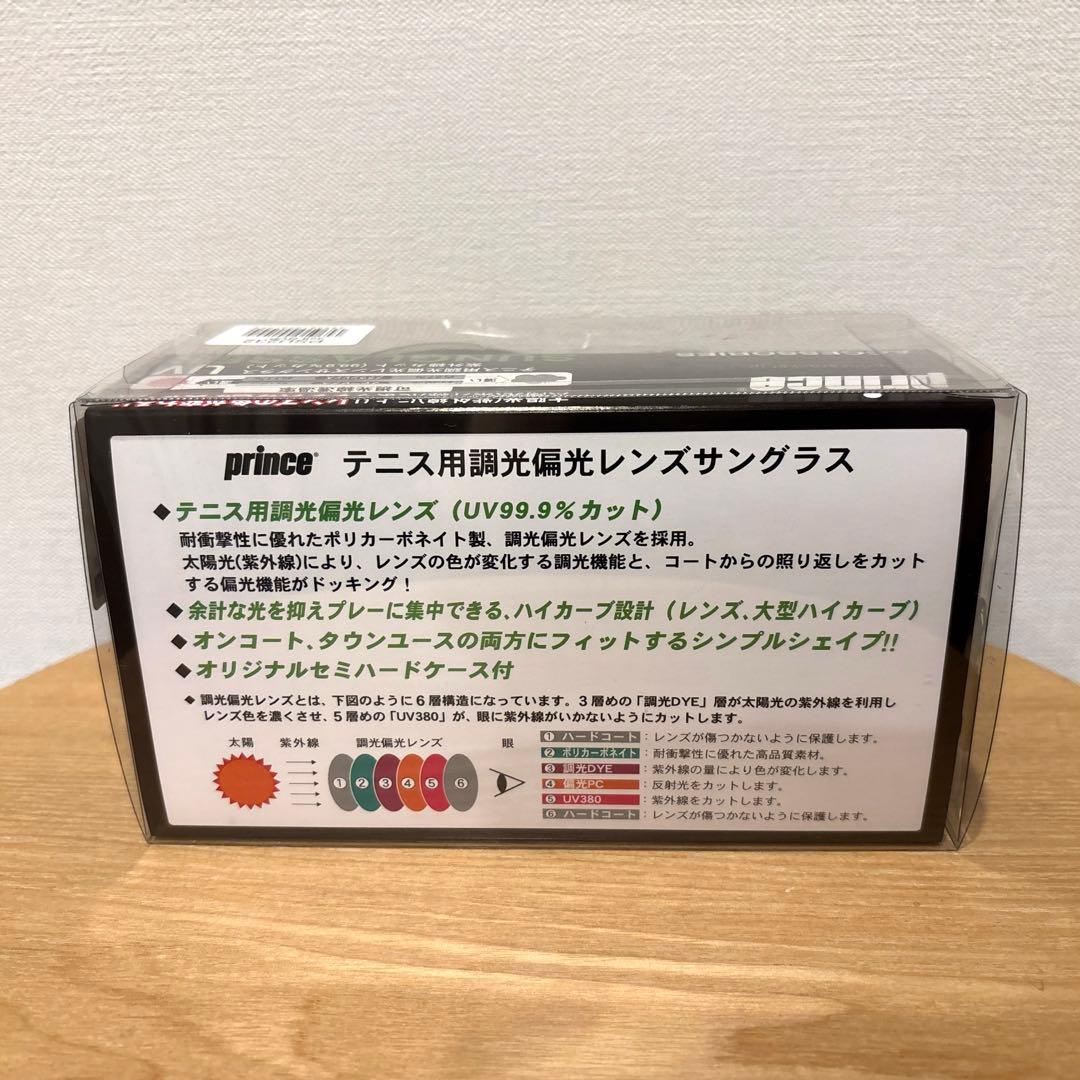 prince
ACCESSORIES
prince® テニス用調光偏光レンズサングラス
◆テニス用調光偏光レンズ（UV99.9％カット）
耐衝撃性に優れたポリカーボネイト製、調光偏光レンズを採用。
太陽光(紫外線)により、レンズの色が変化する調光機能と、コートからの照り返しをカット
する偏光機能がドッキング！
◆余計な光を抑えプレーに集中できる、ハイカーブ設計（レンズ、大型ハイカーブ）
◆オンコート、タウンユースの両方にフィットするシンプルシェイプ!!
◆オリジナルセミハードケース付
◆調光偏光レンズとは、下図のように６層構造になっています。３層めの「調光DYE」層が太陽光の紫外線を利用し
レンズ色を濃くさせ、５層めの「UV380」が、眼に紫外線がいかないようにカットします。
太陽 紫外線 調光偏光レンズ 眼
1 2 3 4 5 6
1 ハードコート：レンズが傷つかないように保護します。
2 ポリカーボネイト：耐衝撃性に優れた高品質素材。
3 調光DYE：紫外線の量により色が変化します。
4 偏光PC：反射光をカットします。
5 UV380：紫外線をカットします。
6 ハードコート：レンズが傷つかないように保護します。